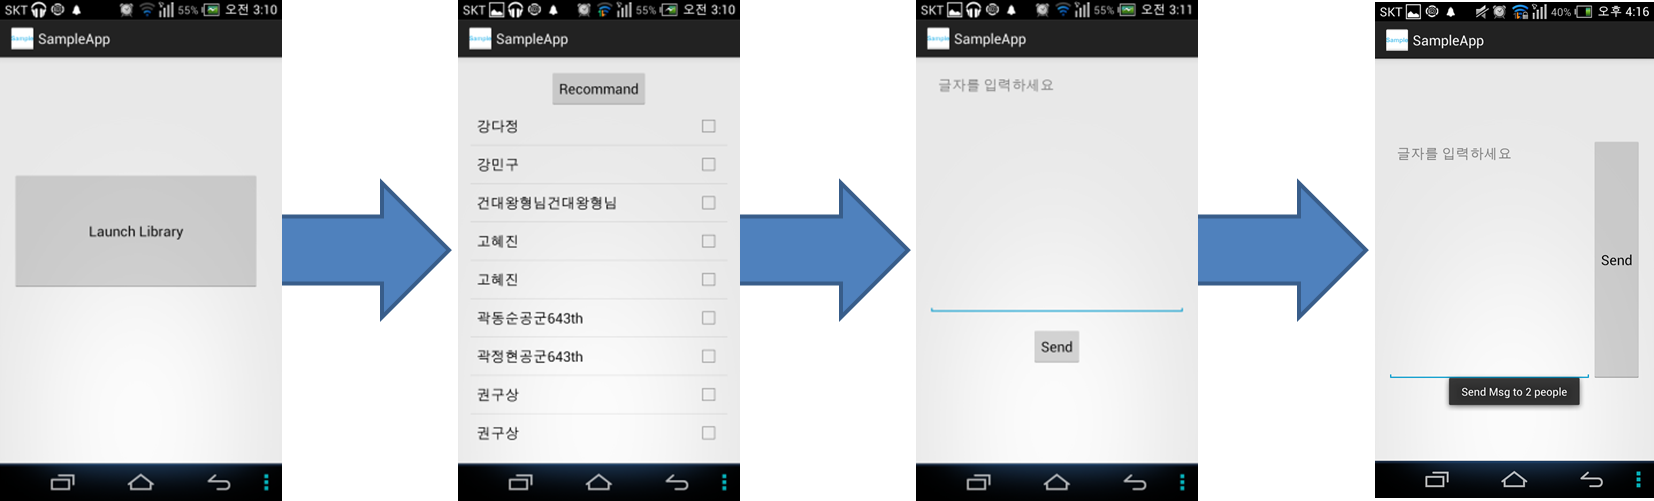 SKT 55% 오전 3:10
SampleApp
Launch Library
SKT 55% 오전 3:10
SampleApp
Recommand
강다정
강민구
건대왕형님건대왕형님
고혜진
고혜진
곽동순공군643th
곽정현공군643th
권구상
권구상
SKT 55% 오전 3:11
SampleApp
글자를 입력하세요
Send
SKT 40% 오후 4:16
SampleApp
글자를 입력하세요
Send
Send Msg to 2 people